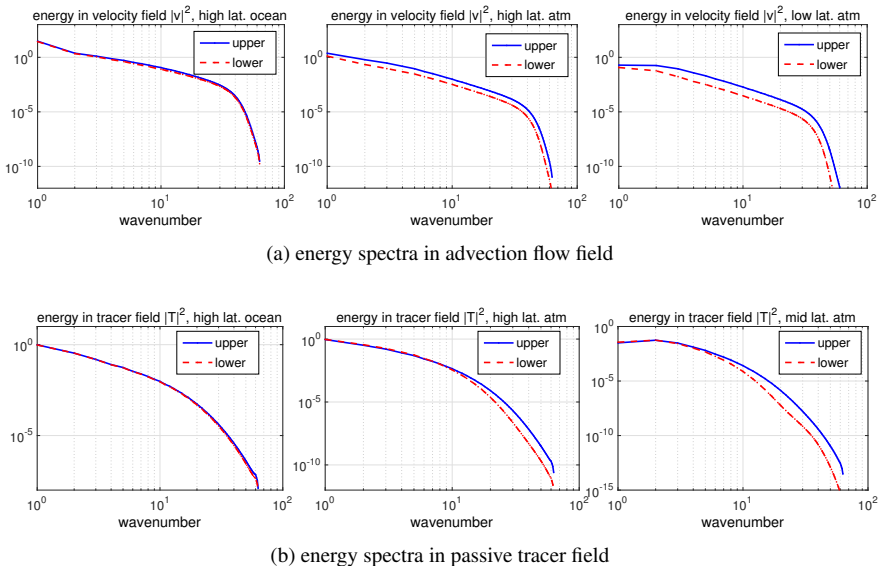 energy in velocity field |v|², high lat. ocean
energy in velocity field |v|², high lat. atm
energy in velocity field |v|², low lat. atm
upper
lower
upper
lower
upper
lower
10⁰
10⁻⁵
10⁻¹⁰
10⁰
10⁻⁵
10⁻¹⁰
10⁰
10⁻⁵
10⁻¹⁰
10⁰
10¹
10²
10⁰
10¹
10²
10⁰
10¹
10²
wavenumber
wavenumber
wavenumber
(a) energy spectra in advection flow field
energy in tracer field |T|², high lat. ocean
energy in tracer field |T|², high lat. atm
energy in tracer field |T|², mid lat. atm
upper
lower
upper
lower
upper
lower
10⁰
10⁻⁵
10⁰
10⁻⁵
10⁻¹⁰
10⁰
10⁻⁵
10⁻¹⁰
10⁻¹⁵
10⁰
10¹
10²
10⁰
10¹
10²
10⁰
10¹
10²
wavenumber
wavenumber
wavenumber
(b) energy spectra in passive tracer field